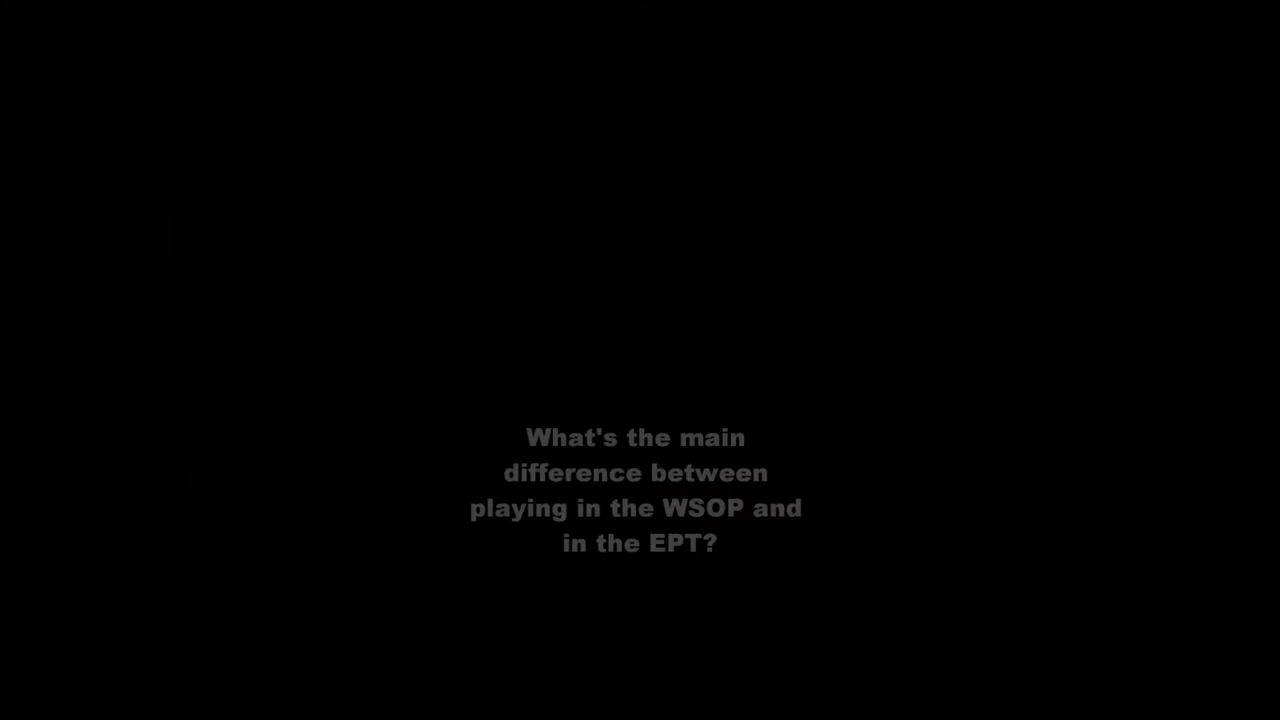 What's the main
difference between
playing in the WSOP and
in the EPT?